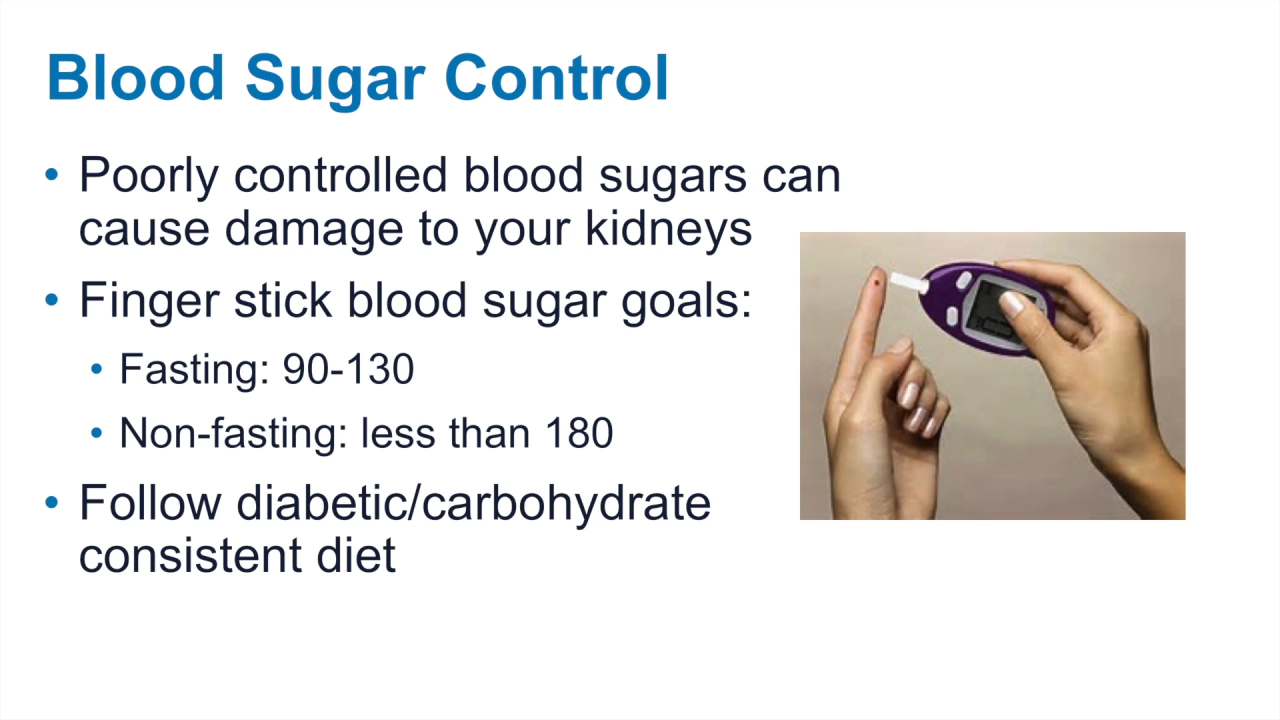 Blood Sugar Control
• Poorly controlled blood sugars can
cause damage to your kidneys
• Finger stick blood sugar goals:
• Fasting: 90-130
• Non-fasting: less than 180
• Follow diabetic/carbohydrate
consistent diet